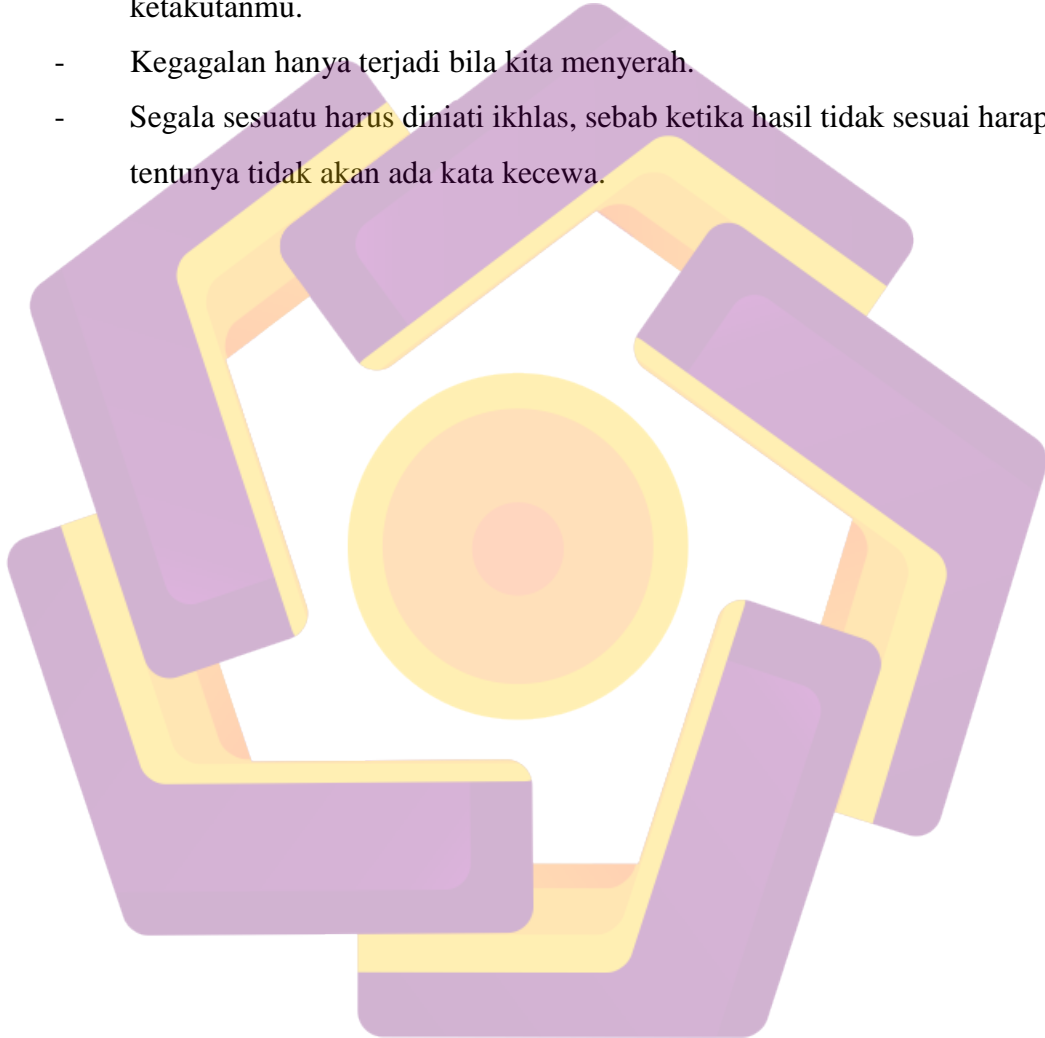 ketakutanmu.
- Kegagalan hanya terjadi bila kita menyerah.
- Segala sesuatu harus diniati ikhlas, sebab ketika hasil tidak sesuai harap
tentunya tidak akan ada kata kecewa.